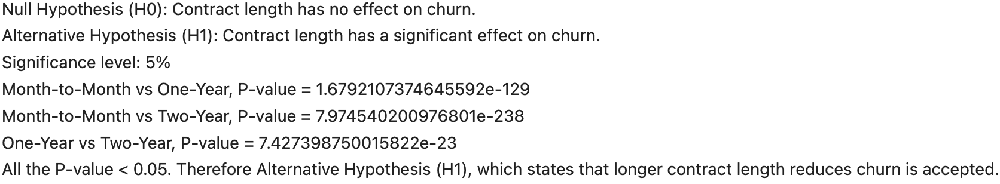 Null Hypothesis (H0): Contract length has no effect on churn.
Alternative Hypothesis (H1): Contract length has a significant effect on churn.
Significance level: 5%
Month-to-Month vs One-Year, P-value = 1.6792107374645592e-129
Month-to-Month vs Two-Year, P-value = 7.974540200976801e-238
One-Year vs Two-Year, P-value = 7.427398750015822e-23
All the P-value < 0.05. Therefore Alternative Hypothesis (H1), which states that longer contract length reduces churn is accepted.